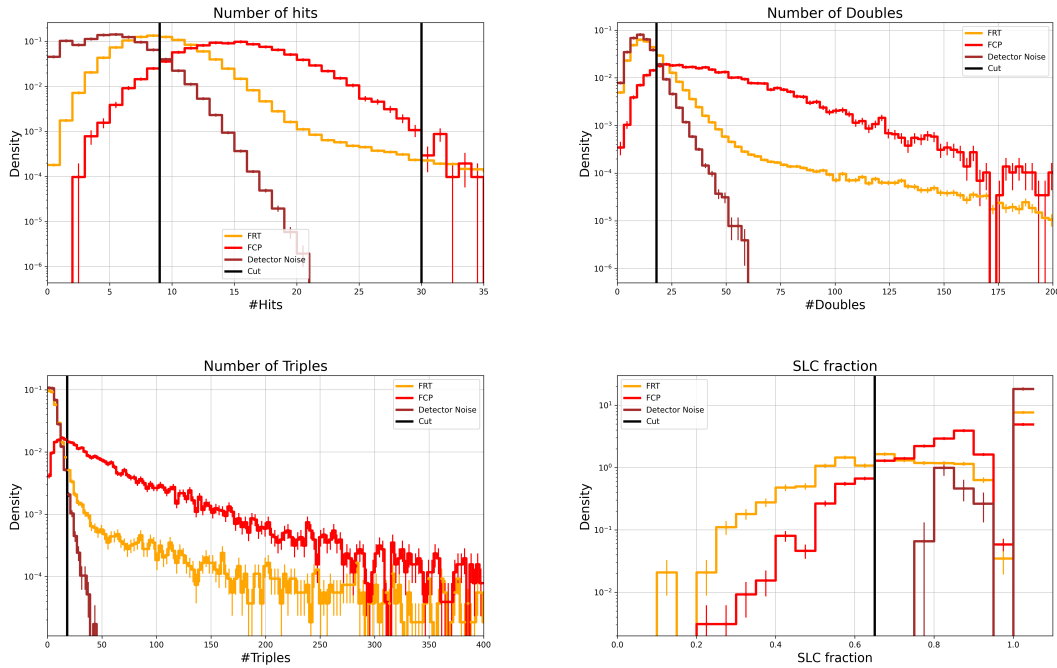 Number of hits
10⁻¹
10⁻²
10⁻³
10⁻⁴
10⁻⁵
10⁻⁶
Density
FRT
FCP
Detector Noise
Cut
0 5 10 15 20 25 30 35
#Hits
Number of Doubles
10⁻¹
10⁻²
10⁻³
10⁻⁴
10⁻⁵
10⁻⁶
Density
FRT
FCP
Detector Noise
Cut
0 25 50 75 100 125 150 175 200
#Doubles
Number of Triples
10⁻¹
10⁻²
10⁻³
10⁻⁴
Density
FRT
FCP
Detector Noise
Cut
0 50 100 150 200 250 300 350 400
#Triples
SLC fraction
10¹
10⁰
10⁻¹
10⁻²
Density
FRT
FCP
Detector Noise
Cut
0.0 0.2 0.4 0.6 0.8 1.0
SLC fraction